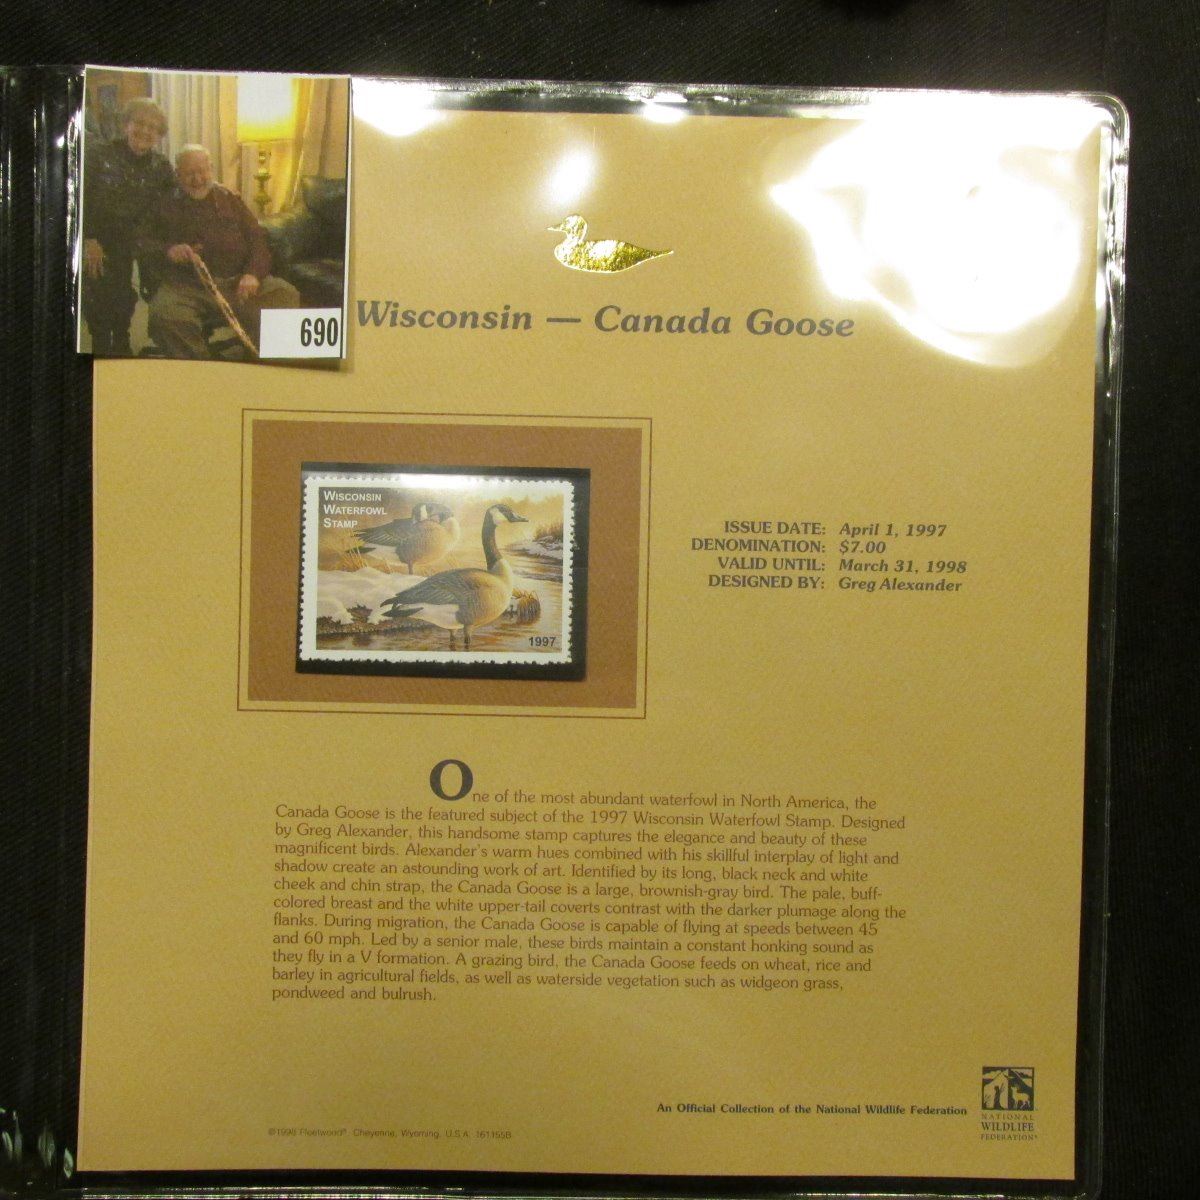 690
Wisconsin — Canada Goose
WISCONSIN
WATERFOWL
STAMP
1997
ISSUE DATE: April 1, 1997
DENOMINATION: $7.00
VALID UNTIL: March 31, 1998
DESIGNED BY: Greg Alexander
One of the most abundant waterfowl in North America, the
Canada Goose is the featured subject of the 1997 Wisconsin Waterfowl Stamp. Designed
by Greg Alexander, this handsome stamp captures the elegance and beauty of these
magnificent birds. Alexander's warm hues combined with his skillful interplay of light and
shadow create an astounding work of art. Identified by its long, black neck and white
cheek and chin strap, the Canada Goose is a large, brownish-gray bird. The pale, buff-
colored breast and the white upper-tail coverts contrast with the darker plumage along the
flanks. During migration, the Canada Goose is capable of flying at speeds between 45
and 60 mph. Led by a senior male, these birds maintain a constant honking sound as
they fly in a V formation. A grazing bird, the Canada Goose feeds on wheat, rice and
barley in agricultural fields, as well as waterside vegetation such as widgeon grass,
pondweed and bulrush.
An Official Collection of the National Wildlife Federation
NATIONAL
WILDLIFE
FEDERATION®
©1998 Fleetwood® Cheyenne, Wyoming, U.S.A. 161155B